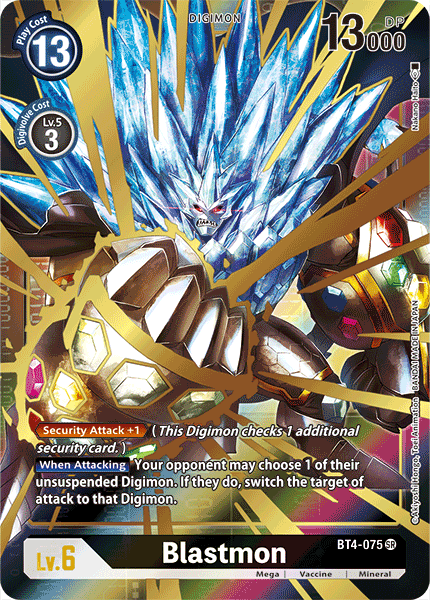 Play Cost
13
DIGIMON
DP
13000
Digivolve Cost
Lv.5
3
Security Attack +1 (This Digimon checks 1 additional
security card.)
When Attacking Your opponent may choose 1 of their
unsuspended Digimon. If they do, switch the target of
attack to that Digimon.
Lv.6
Blastmon
BT4-075 SR
Mega | Vaccine | Mineral
©Akiyoshi Hongo, Toei Animation BANDAI MADE IN JAPAN